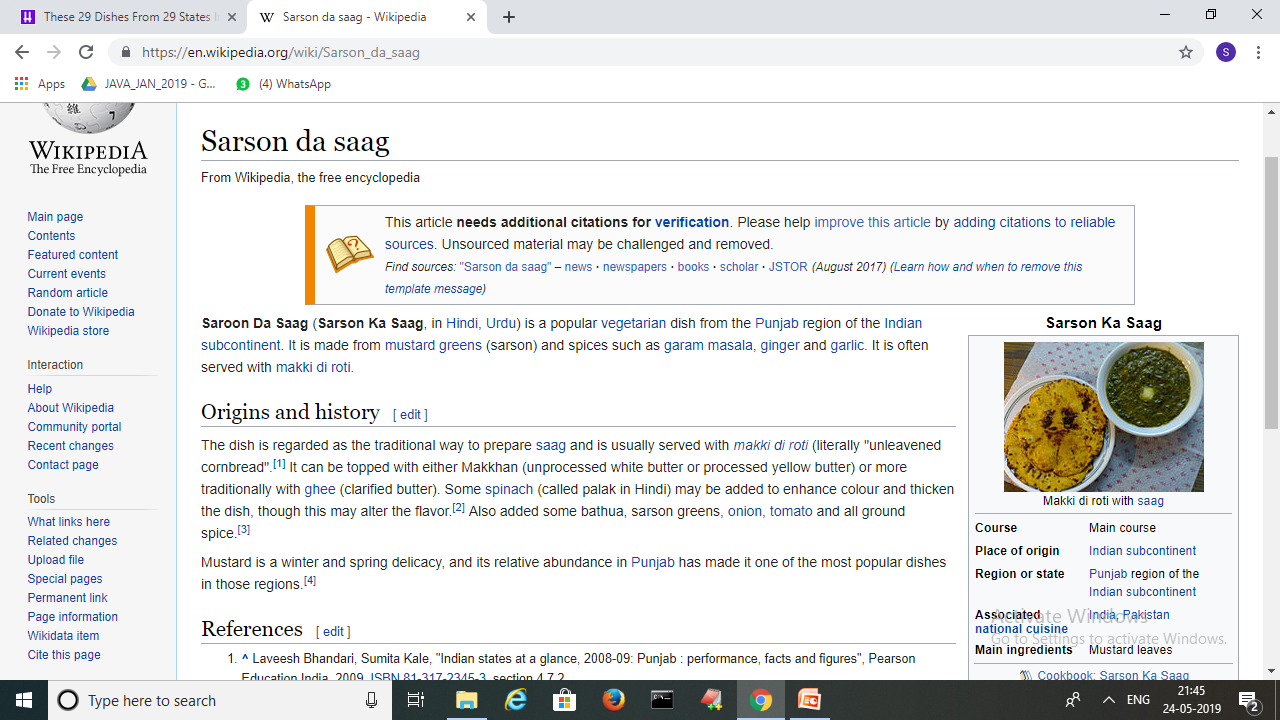 These 29 Dishes From 29 States
Sarson da saag - Wikipedia
https://en.wikipedia.org/wiki/Sarson_da_saag
S
Apps
JAVA_JAN_2019 - G...
3
(4) WhatsApp
維
WIKIPEDIA
The Free Encyclopedia
Main page
Contents
Featured content
Current events
Random article
Donate to Wikipedia
Wikipedia store
Interaction
Help
About Wikipedia
Community portal
Recent changes
Contact page
Tools
What links here
Related changes
Upload file
Special pages
Permanent link
Page information
Wikidata item
Cite this page
Sarson da saag
From Wikipedia, the free encyclopedia
This article needs additional citations for verification. Please help improve this article by adding citations to reliable
sources. Unsourced material may be challenged and removed.
Find sources: "Sarson da saag" – news · newspapers · books · scholar · JSTOR (August 2017) (Learn how and when to remove this
template message)
Saroon Da Saag (Sarson Ka Saag, in Hindi, Urdu) is a popular vegetarian dish from the Punjab region of the Indian
subcontinent. It is made from mustard greens (sarson) and spices such as garam masala, ginger and garlic. It is often
served with makki di roti.
Origins and history [ edit ]
The dish is regarded as the traditional way to prepare saag and is usually served with makki di roti (literally "unleavened
cornbread".[1] It can be topped with either Makkhan (unprocessed white butter or processed yellow butter) or more
traditionally with ghee (clarified butter). Some spinach (called palak in Hindi) may be added to enhance colour and thicken
the dish, though this may alter the flavor.[2] Also added some bathua, sarson greens, onion, tomato and all ground
spice.[3]
Mustard is a winter and spring delicacy, and its relative abundance in Punjab has made it one of the most popular dishes
in those regions.[4]
References [ edit ]
1. ^ Laveesh Bhandari, Sumita Kale, "Indian states at a glance, 2008-09: Punjab : performance, facts and figures", Pearson
Education India, 2009, ISBN 81-317-2345-3, section 4.7.2
Sarson Ka Saag
Makki di roti with saag
Course Main course
Place of origin Indian subcontinent
Region or state Punjab region of the
Indian subcontinent
Associated India, Pakistan
national cuisine
Main ingredients Mustard leaves
Cookbook: Sarson Ka Saag
Activate Windows
Go to Settings to activate Windows.
Type here to search
ENG
21:45
24-05-2019
2